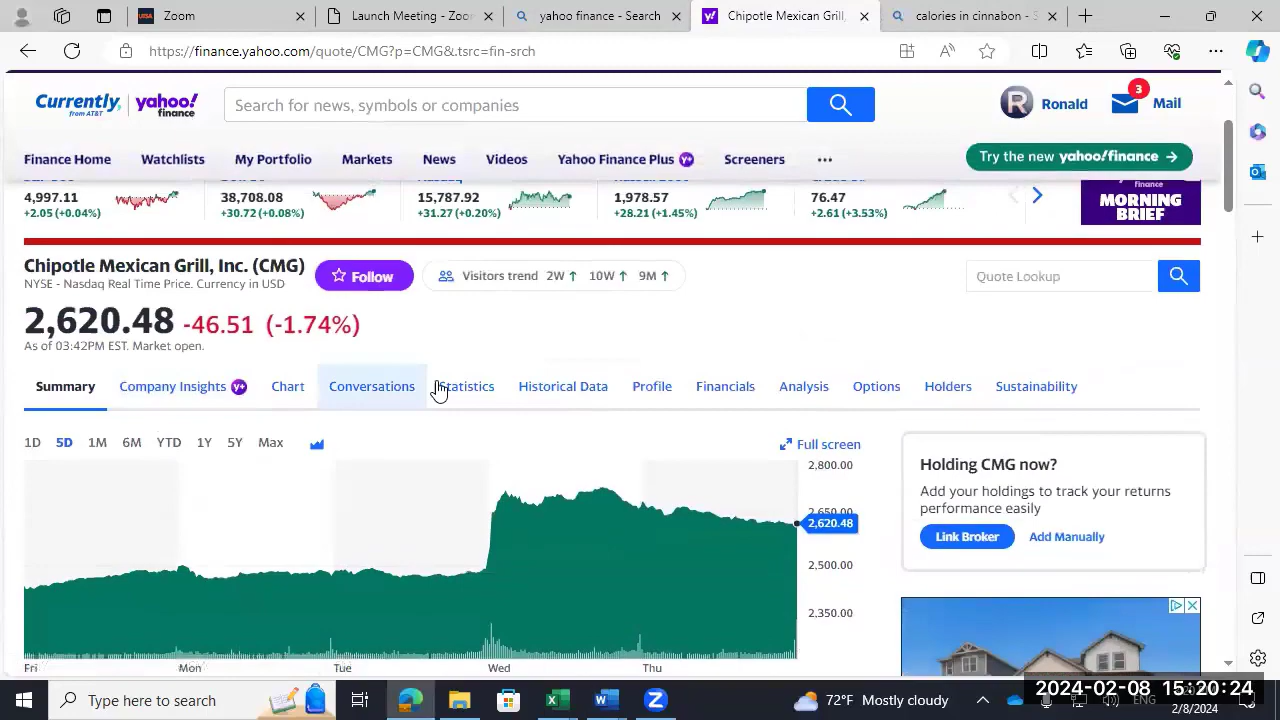 Zoom
Launch Meeting - Zoo
yahoo finance - Search
Chipotle Mexican Grill,
calories in cinnabon - S
https://finance.yahoo.com/quote/CMG?p=CMG&.tsrc=fin-srch
Currently, from AT&T yahoo! finance
Search for news, symbols or companies
3
Ronald
Mail
Finance Home Watchlists My Portfolio Markets News Videos Yahoo Finance Plus Y+ Screeners ...
Try the new yahoo!finance →
4,997.11 38,708.08 15,787.92 1,978.57 76.47
+2.05 (+0.04%) +30.72 (+0.08%) +31.27 (+0.20%) +28.21 (+1.45%) +2.61 (+3.53%)
finance
MORNING
BRIEF
Chipotle Mexican Grill, Inc. (CMG)
Follow
Visitors trend 2W ↑ 10W ↑ 9M ↑
Quote Lookup
NYSE - Nasdaq Real Time Price. Currency in USD
2,620.48 -46.51 (-1.74%)
As of 03:42PM EST. Market open.
Summary Company Insights Y+ Chart Conversations Statistics Historical Data Profile Financials Analysis Options Holders Sustainability
1D 5D 1M 6M YTD 1Y 5Y Max
Full screen
2,800.00
2,650.00
2,620.48
2,500.00
2,350.00
Fri Mon Tue Wed Thu
Holding CMG now?
Add your holdings to track your returns
performance easily
Link Broker Add Manually
Type here to search
72°F Mostly cloudy
ENG
2024-02-08 15:20:24
2/8/2024